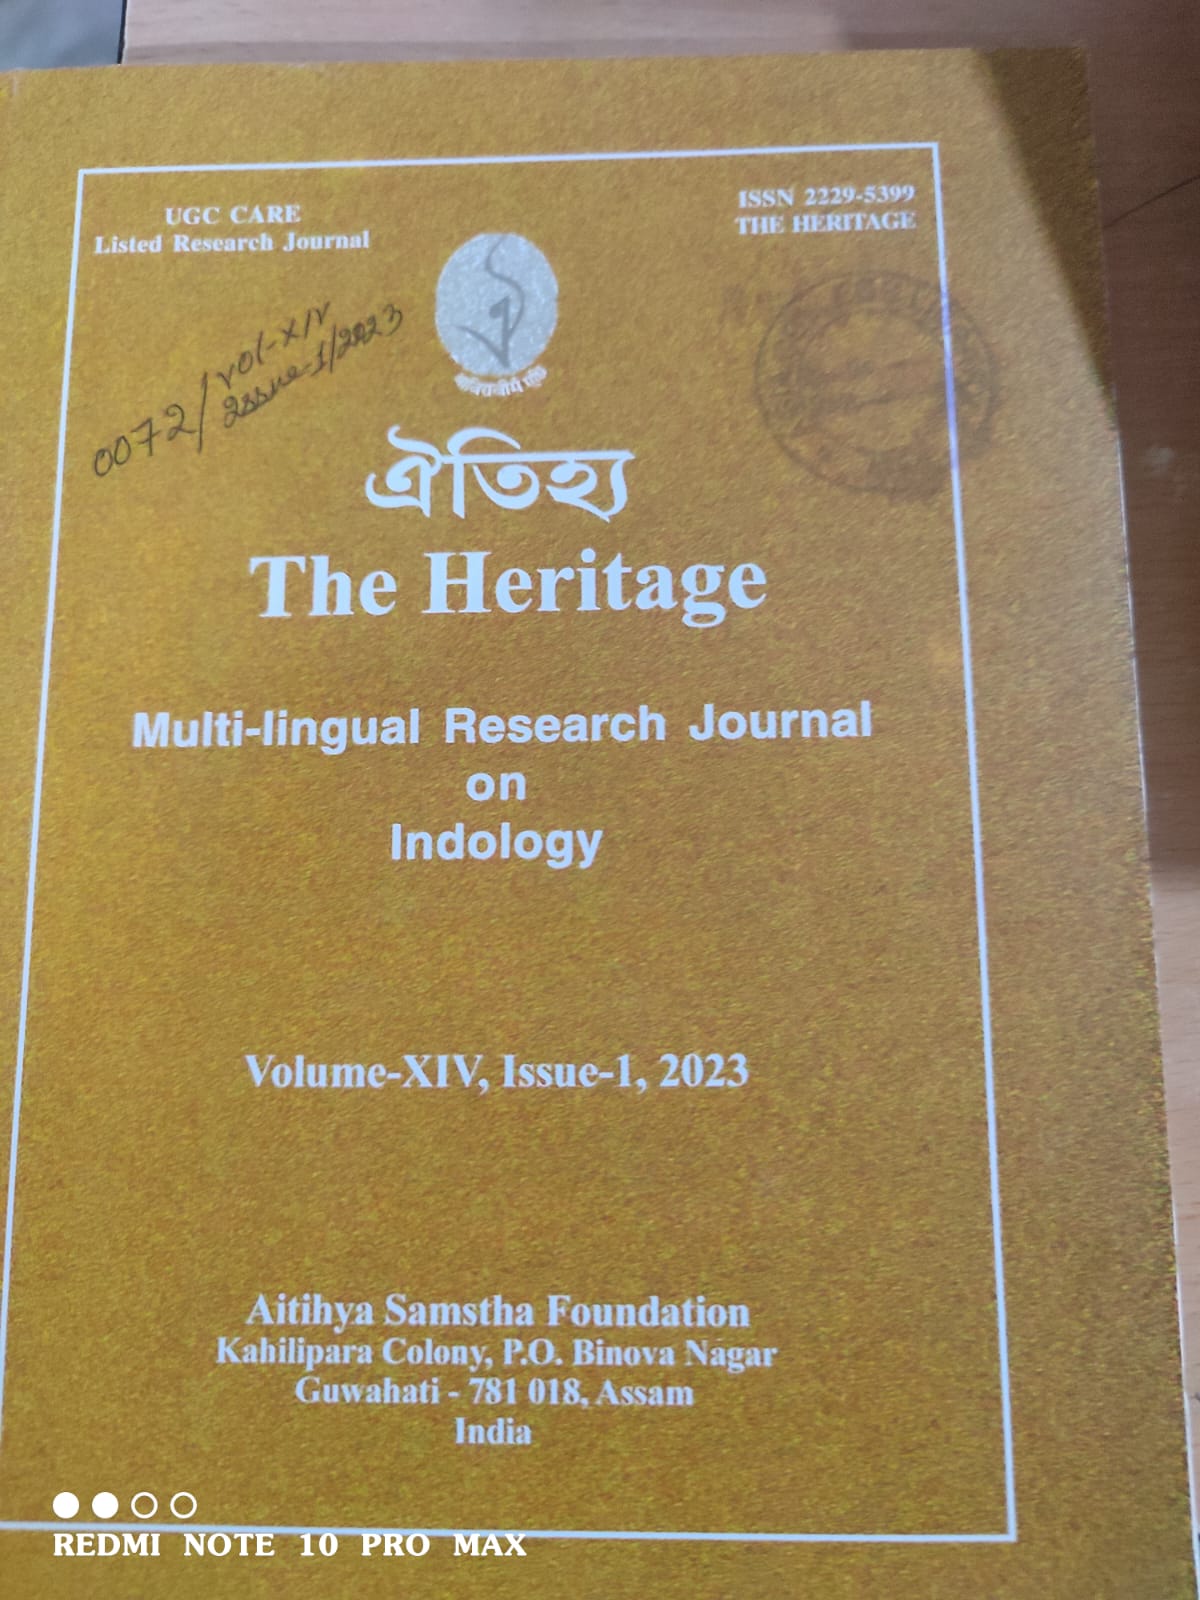 UGC CARE
Listed Research Journal
ISSN 2229-5399
THE HERITAGE
0072/
Vol-XIV
Issue-1/2023
ঐতিহ্য
The Heritage
Multi-lingual Research Journal
on
Indology
Volume-XIV, Issue-1, 2023
Aitihya Samstha Foundation
Kahilipara Colony, P.O. Binova Nagar
Guwahati - 781 018, Assam
India
REDMI NOTE 10 PRO MAX